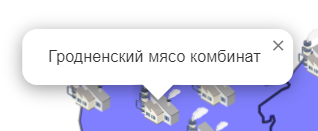 Гродненский мясо комбинат